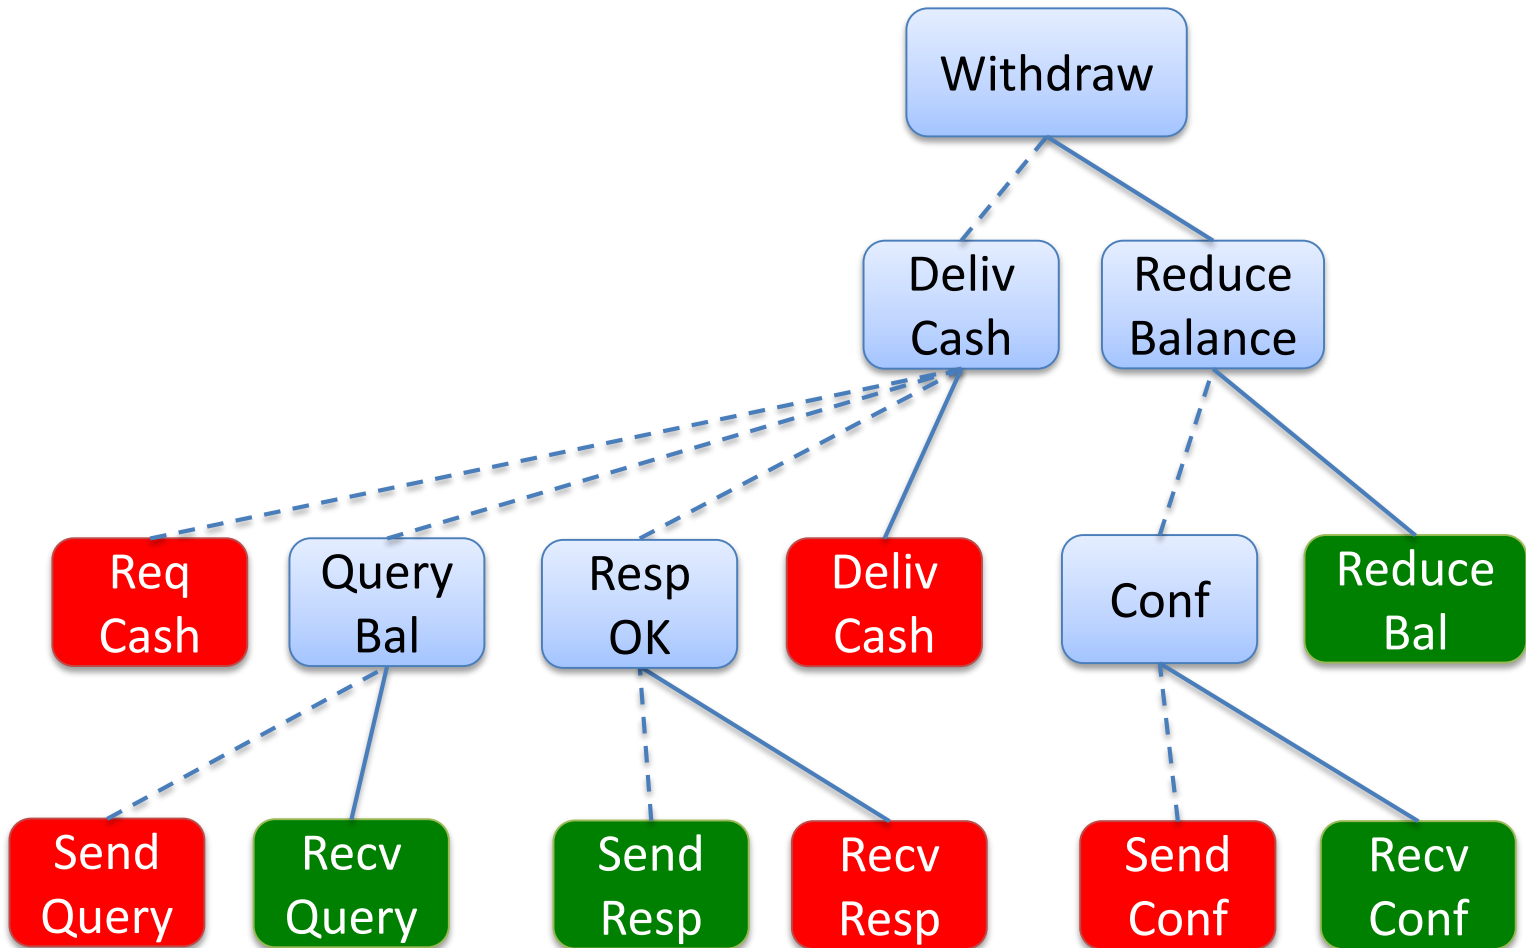 Withdraw
Deliv
Cash
Reduce
Balance
Req
Cash
Query
Bal
Resp
OK
Deliv
Cash
Conf
Reduce
Bal
Send
Query
Recv
Query
Send
Resp
Recv
Resp
Send
Conf
Recv
Conf